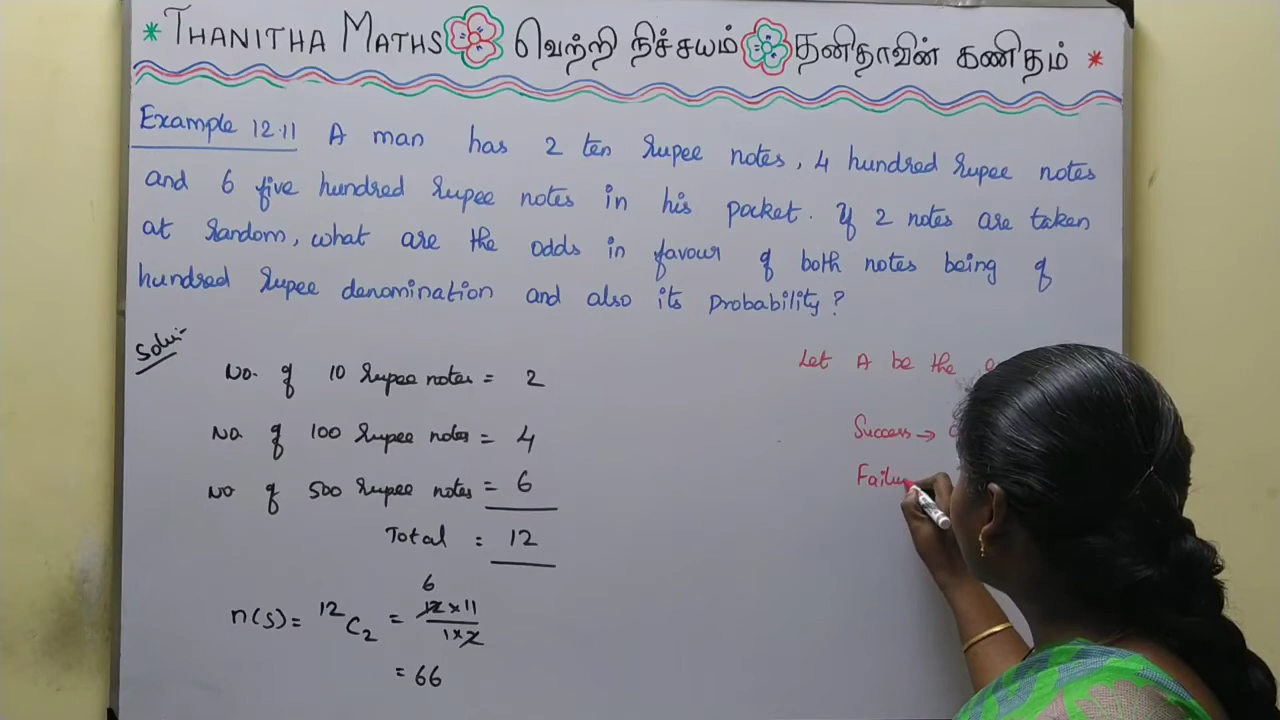 * THANITHA MATHS வெற்றி நிச்சயம் தனிதாவின் கணிதம் *
Example 12.11 A man has 2 ten rupee notes, 4 hundred rupee notes
and 6 five hundred rupee notes in his pocket. If 2 notes are taken
at random, what are the odds in favour of both notes being of
hundred rupee denomination and also its probability?
Solu:-
No. of 10 rupee notes = 2
No. of 100 rupee notes = 4
No of 500 rupee notes = 6
Total = 12
n(s) = 12C2 = 12 × 11 / 1 × 2
6
= 66
Let A be the
Success →
Failu